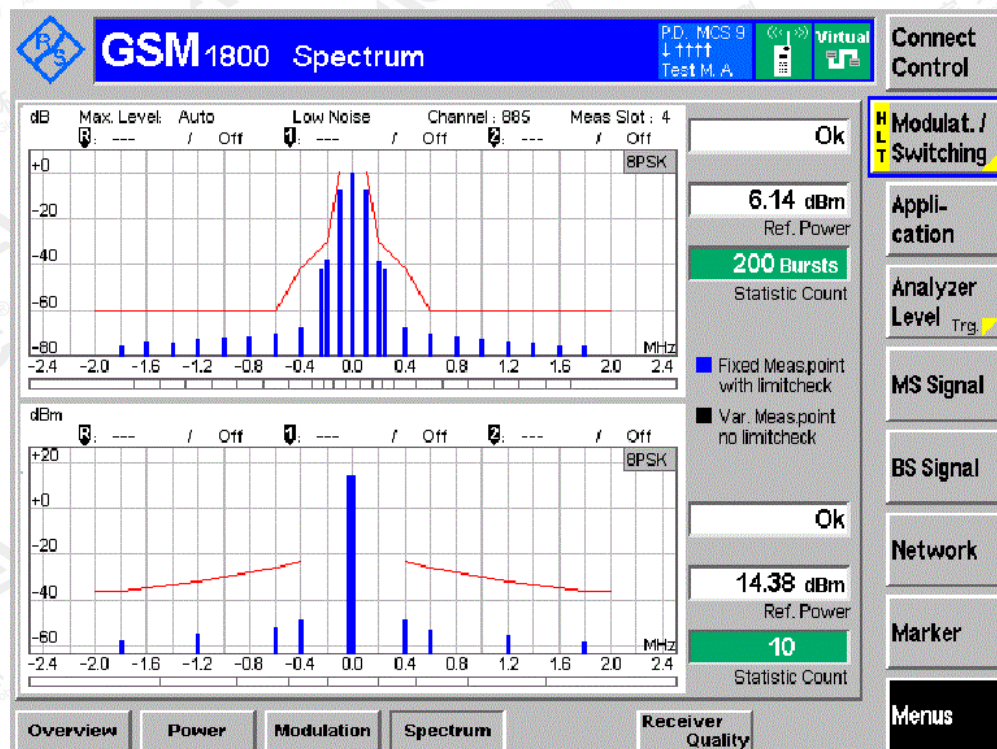 R/S
GSM 1800 Spectrum
P.D. MCS 9
↓ ↑↑↑↑
Test M. A
Virtual
Connect
Control
dB Max. Level: Auto Low Noise Channel : 885 Meas Slot : 4
R: --- / Off 1: --- / Off 2: --- / Off
8PSK
+0
-20
-40
-60
-80
MHz
-2.4 -2.0 -1.6 -1.2 -0.8 -0.4 0.0 0.4 0.8 1.2 1.6 2.0 2.4
Ok
6.14 dBm
Ref. Power
200 Bursts
Statistic Count
Fixed Meas.point
with limitcheck
Var. Meas.point
no limitcheck
dBm
R: --- / Off 1: --- / Off 2: --- / Off
8PSK
+20
+0
-20
-40
-60
MHz
-2.4 -2.0 -1.6 -1.2 -0.8 -0.4 0.0 0.4 0.8 1.2 1.6 2.0 2.4
Ok
14.38 dBm
Ref. Power
10
Statistic Count
HLT
Modulat. /
Switching
Appli-
cation
Analyzer
Level Trg.
MS Signal
BS Signal
Network
Marker
Menus
Overview Power Modulation Spectrum Receiver
Quality